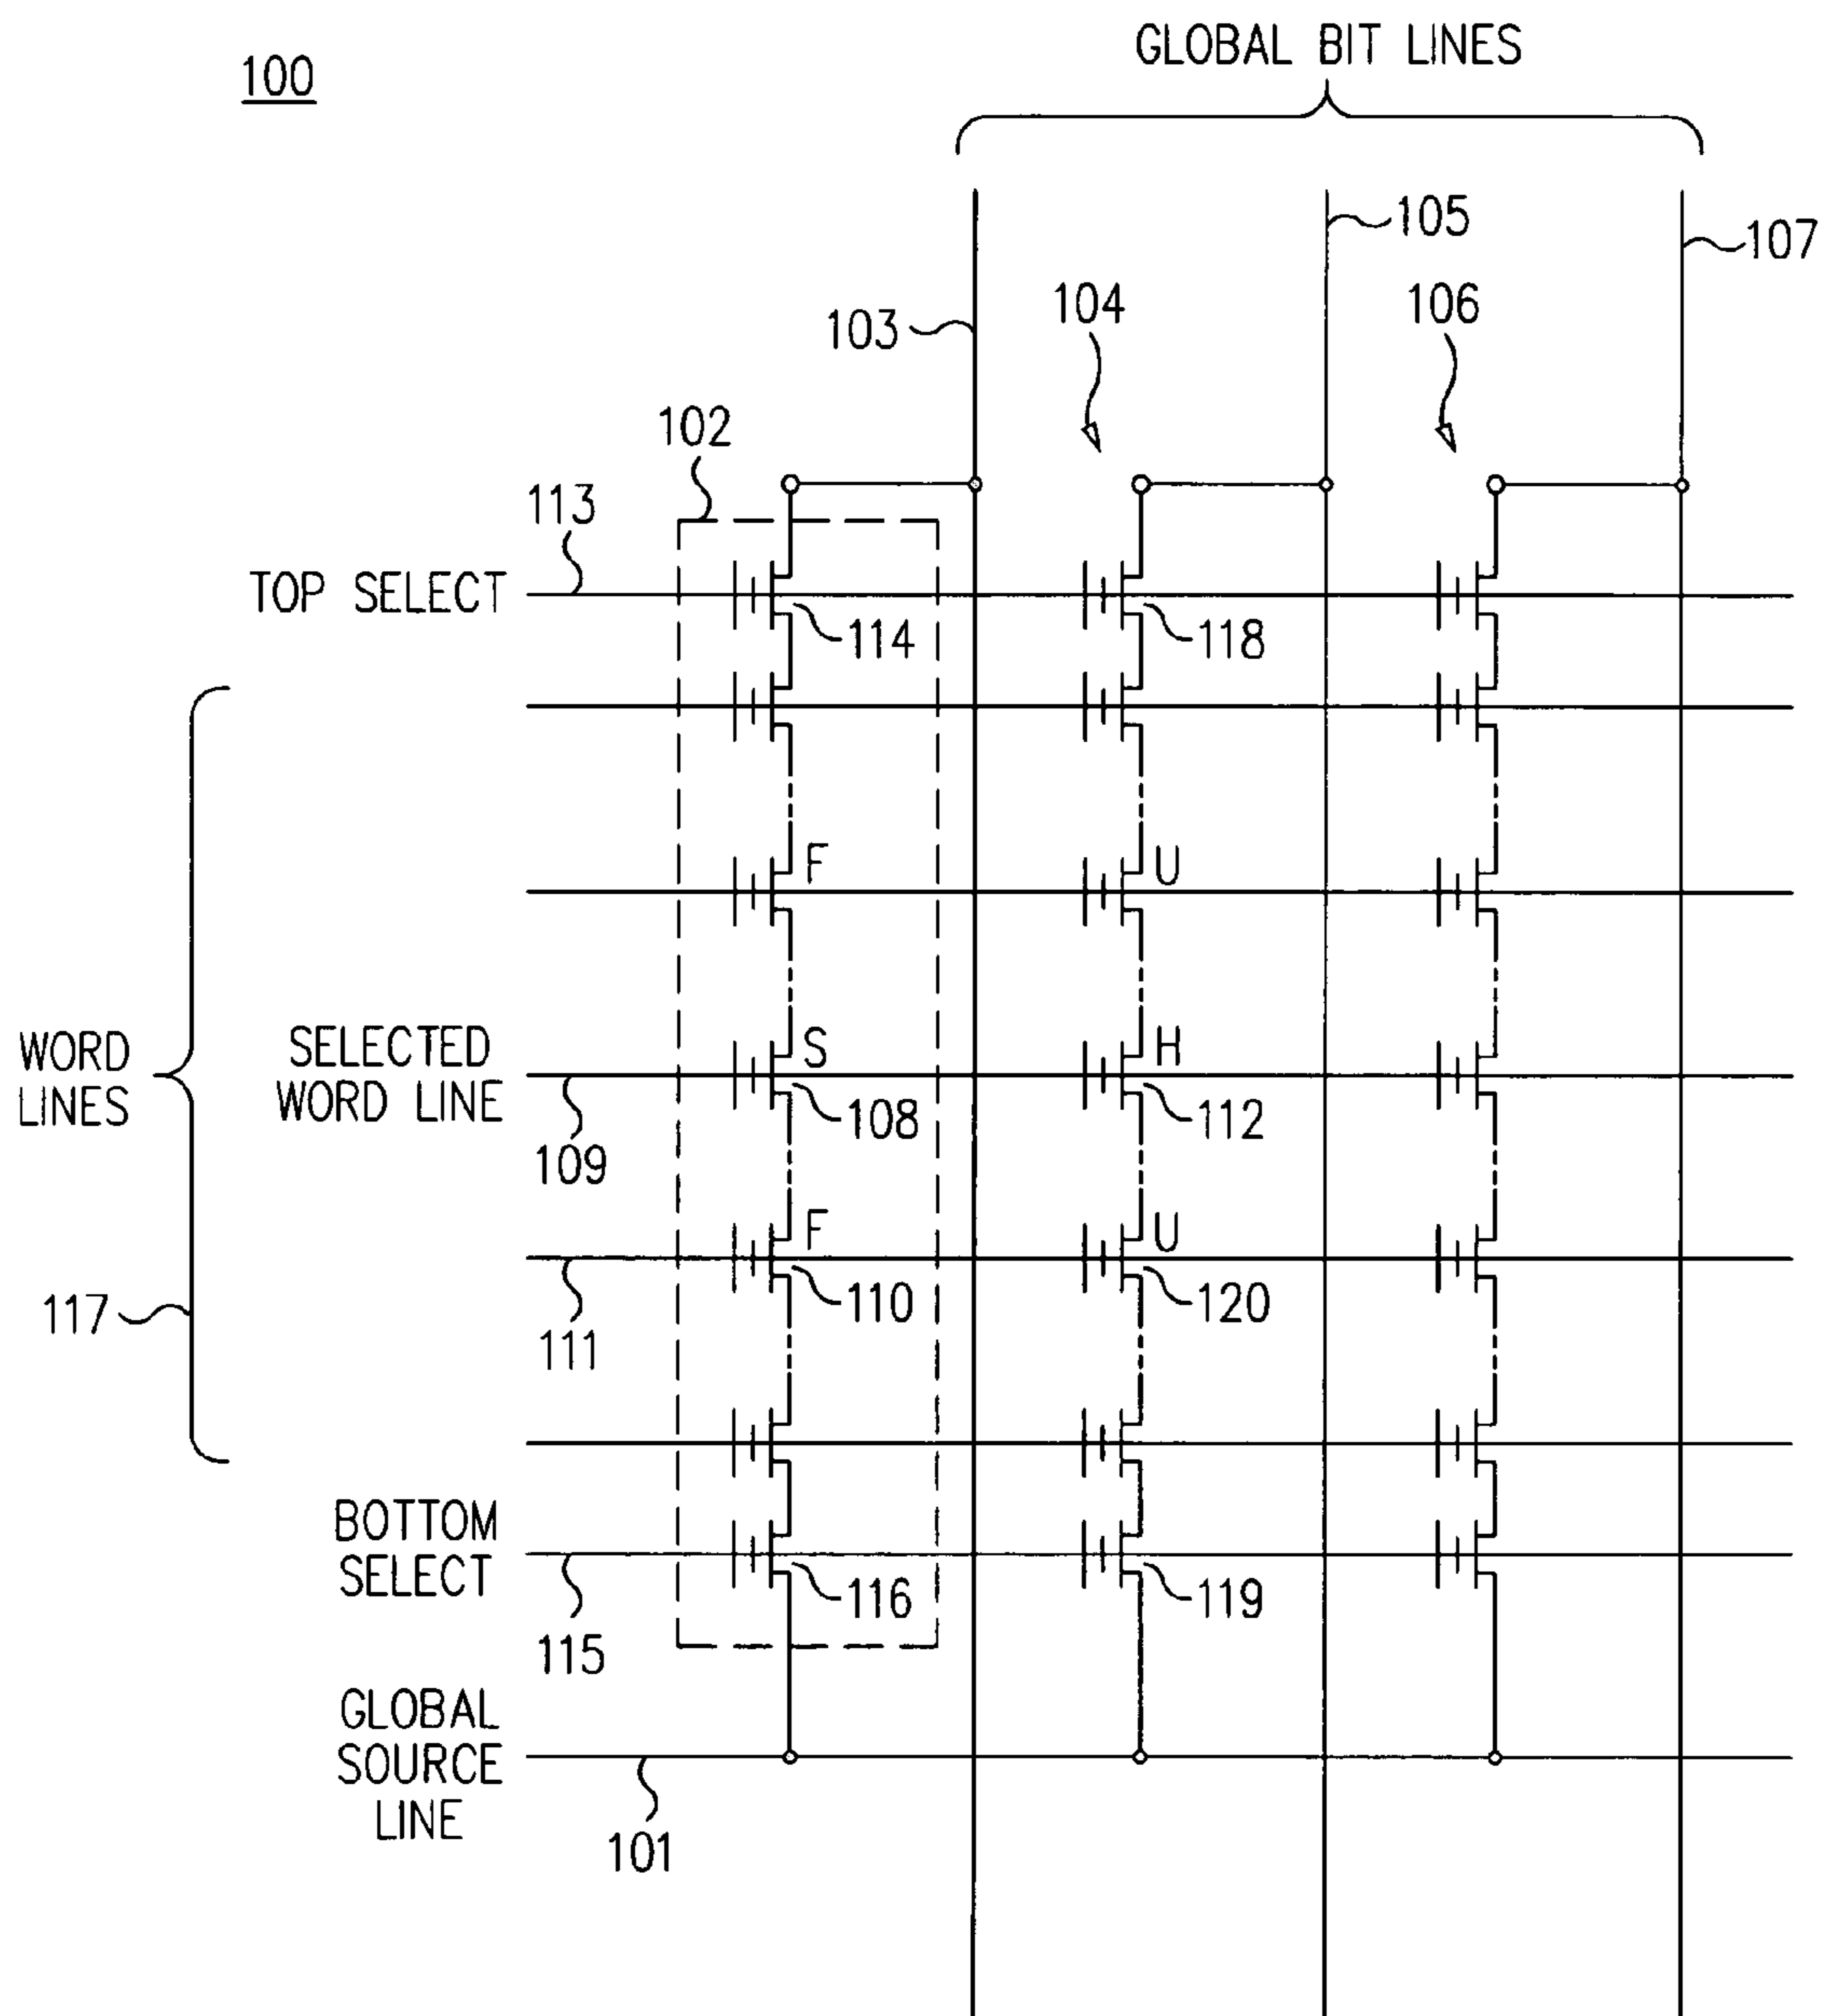 100
GLOBAL BIT LINES
105
107
103
104
106
102
113
TOP SELECT
114
118
F
U
WORD
LINES
SELECTED
WORD LINE
S
H
108
112
109
F
U
117
110
120
111
BOTTOM
SELECT
116
119
115
GLOBAL
SOURCE
LINE
101